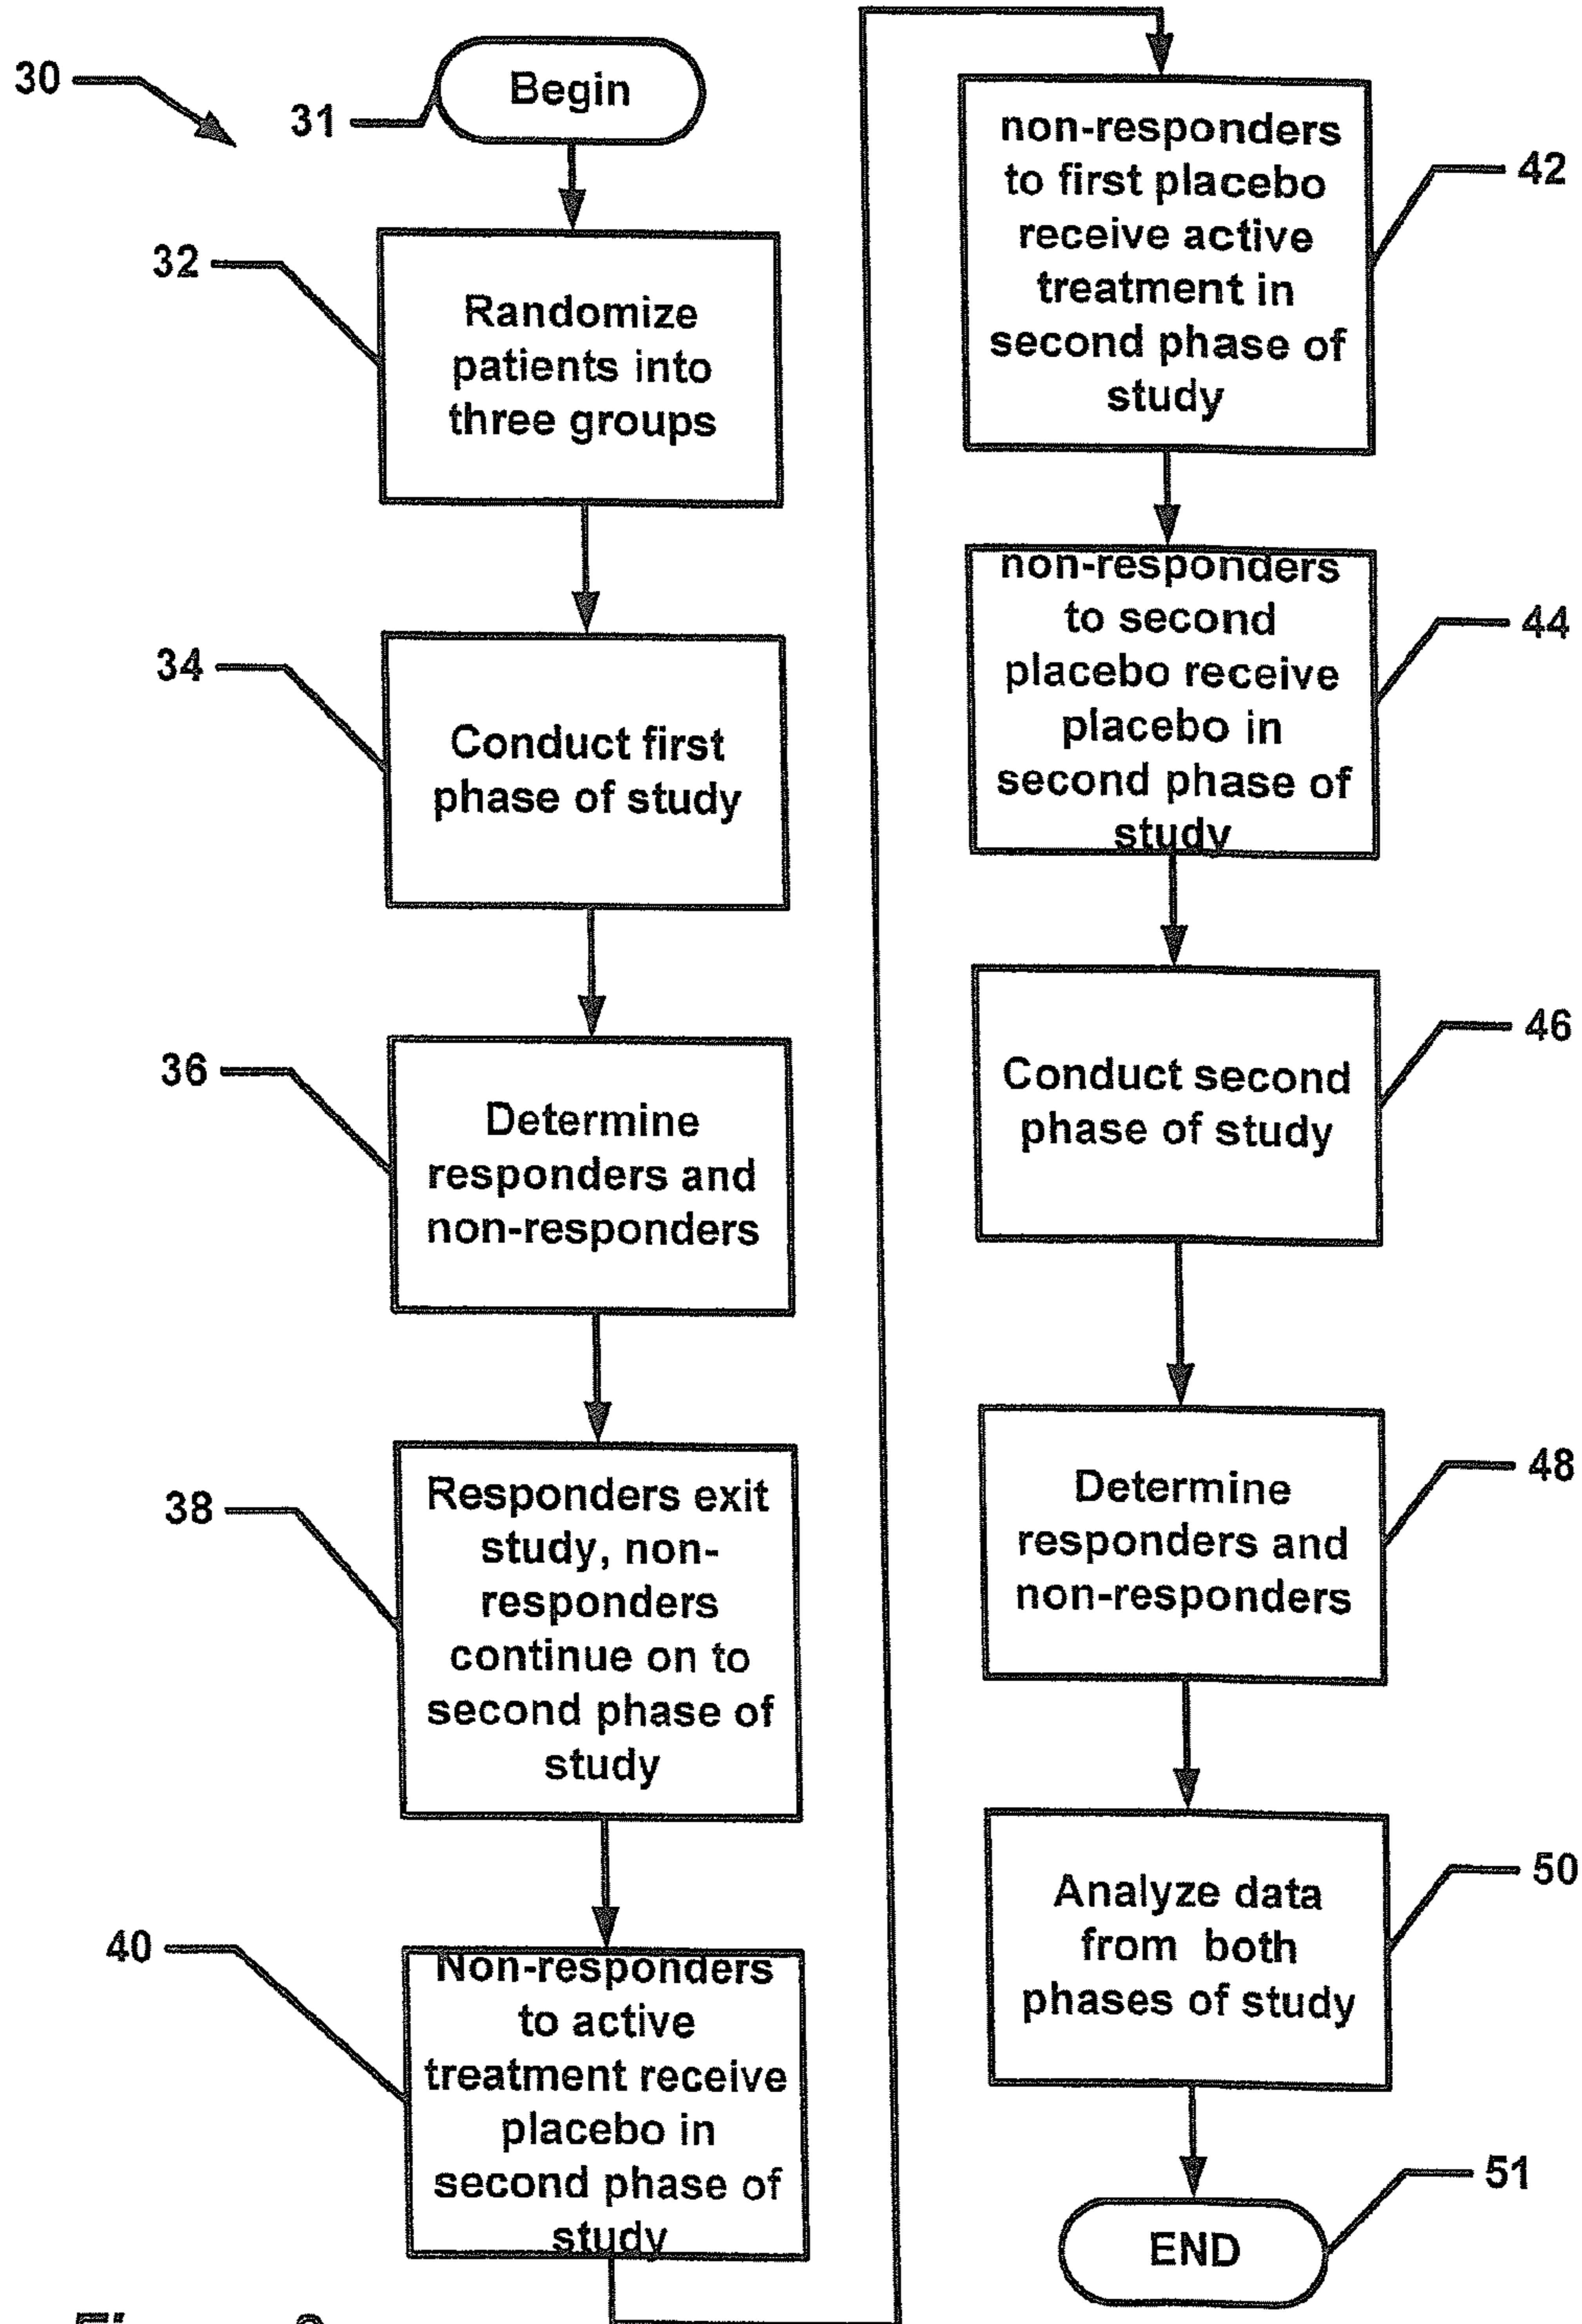 30
31
Begin
32
Randomize
patients into
three groups
34
Conduct first
phase of study
36
Determine
responders and
non-responders
38
Responders exit
study, non-
responders
continue on to
second phase of
study
40
Non-responders
to active
treatment receive
placebo in
second phase of
study
non-responders
to first placebo
receive active
treatment in
second phase of
study
42
non-responders
to second
placebo receive
placebo in
second phase of
study
44
Conduct second
phase of study
46
Determine
responders and
non-responders
48
Analyze data
from both
phases of study
50
END
51